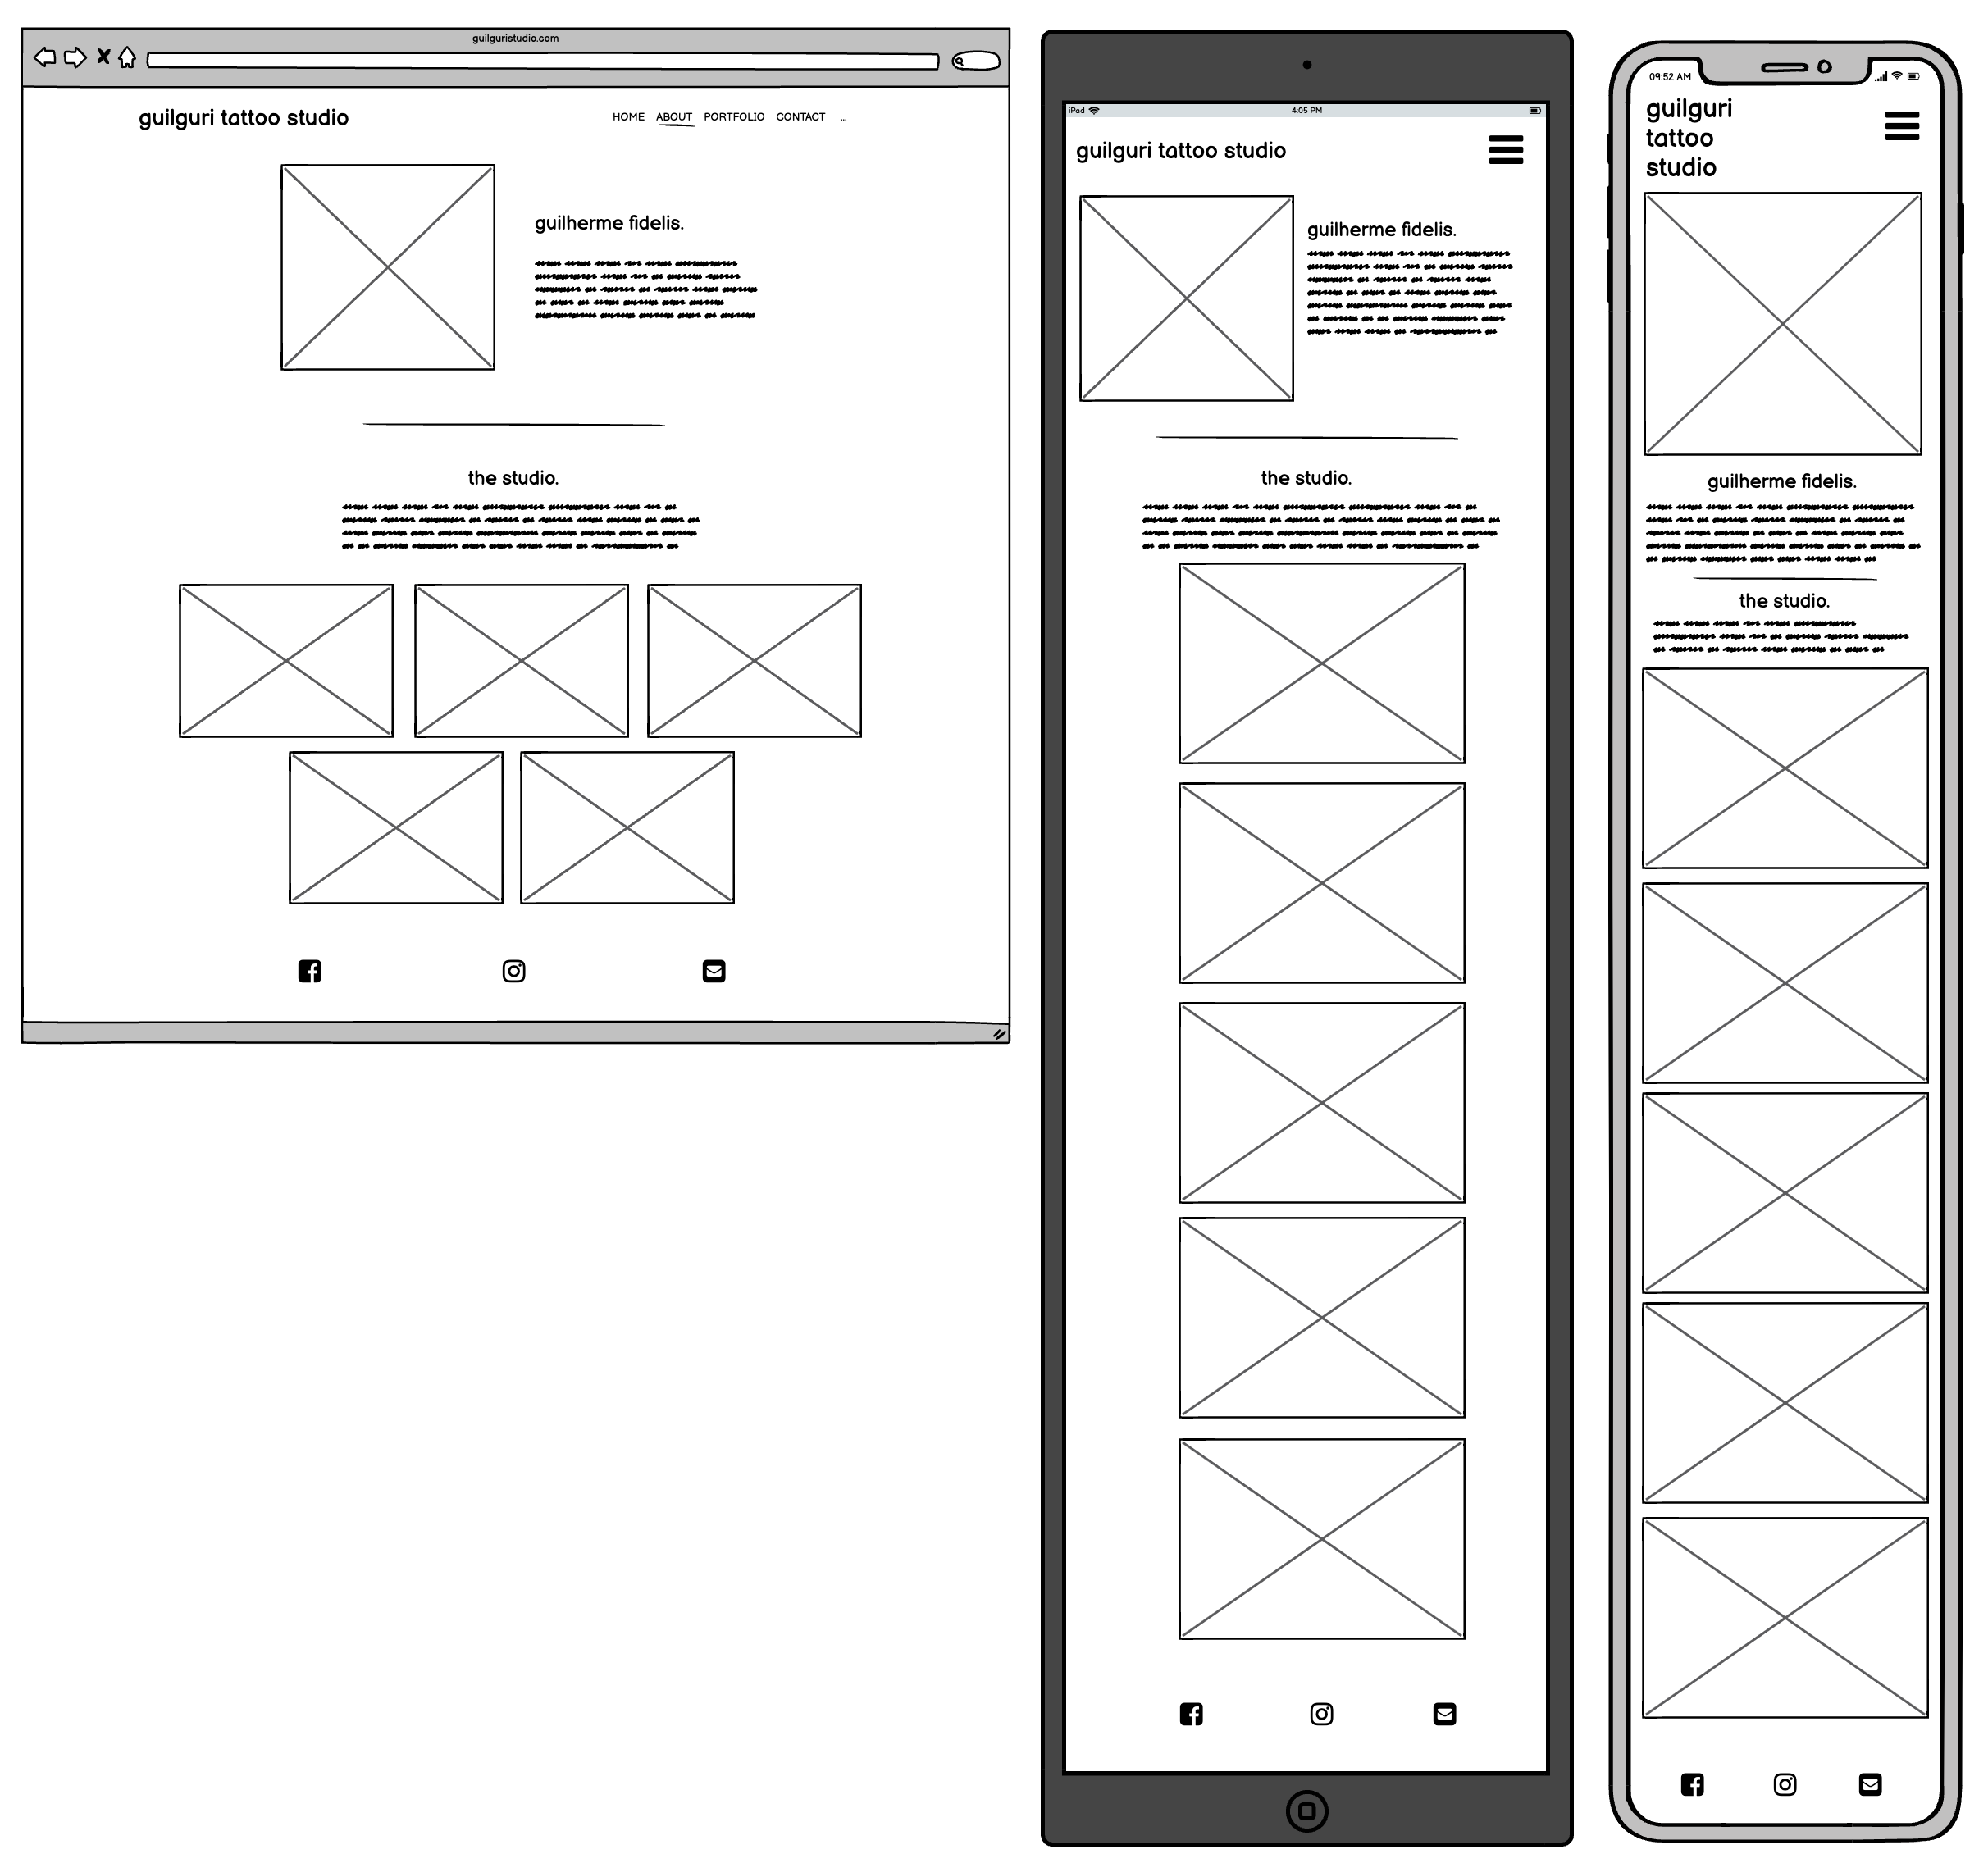 guilguristudio.com
guilguri tattoo studio
HOME ABOUT PORTFOLIO CONTACT ...
guilherme fidelis.
the studio.
iPad 4:05 PM
guilguri tattoo studio
guilherme fidelis.
the studio.
09:52 AM
guilguri
tattoo
studio
guilherme fidelis.
the studio.